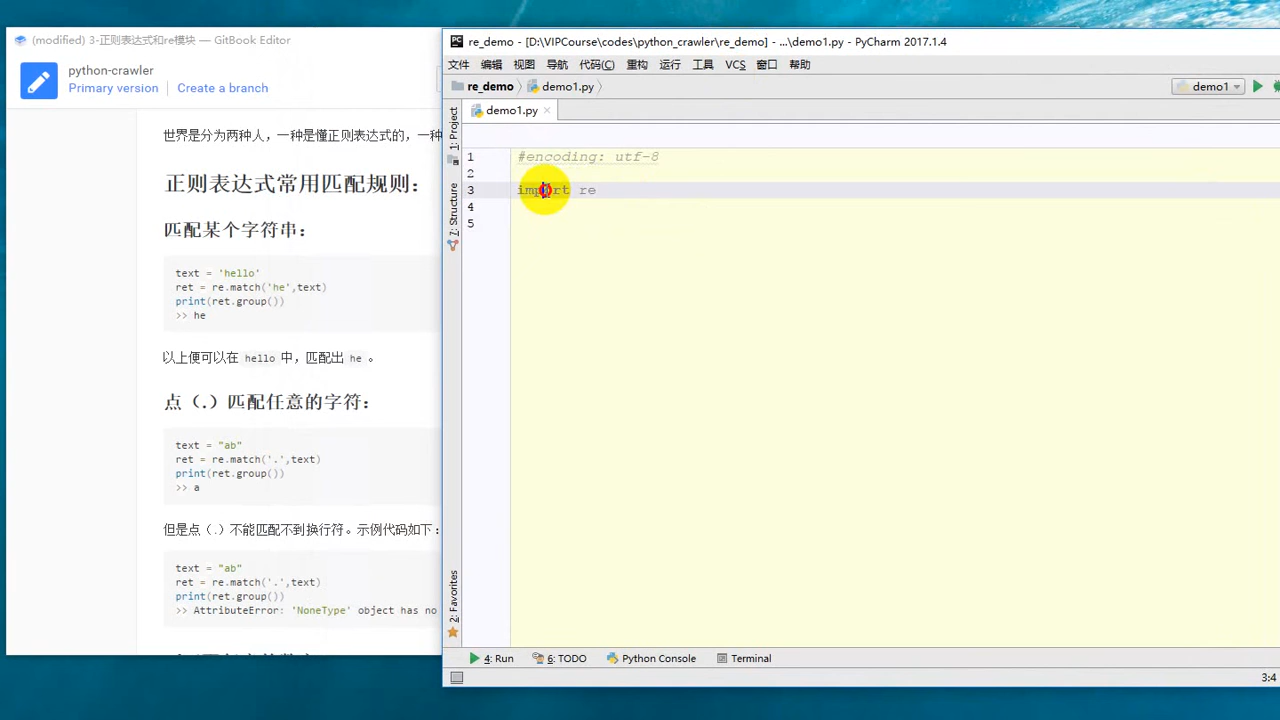 (modified) 3-正则表达式和re模块 — GitBook Editor
python-crawler
Primary version
Create a branch
世界是分为两种人，一种是懂正则表达式的，一种
正则表达式常用匹配规则：
匹配某个字符串：
text = 'hello'
ret = re.match('he',text)
print(ret.group())
>> he
以上便可以在 hello 中，匹配出 he 。
点（.）匹配任意的字符：
text = "ab"
ret = re.match('.',text)
print(ret.group())
>> a
但是点（.）不能匹配不到换行符。示例代码如下：
text = "ab"
ret = re.match('.',text)
print(ret.group())
>> AttributeError: 'NoneType' object has no
re_demo - [D:\VIPCourse\codes\python_crawler\re_demo] - ...\demo1.py - PyCharm 2017.1.4
文件 编辑 视图 导航 代码(C) 重构 运行 工具 VCS 窗口 帮助
re_demo demo1.py
demo1
demo1.py
1: Project
7: Structure
2: Favorites
1 #encoding: utf-8
2
3 import re
4
5
4: Run 6: TODO Python Console Terminal
3:4